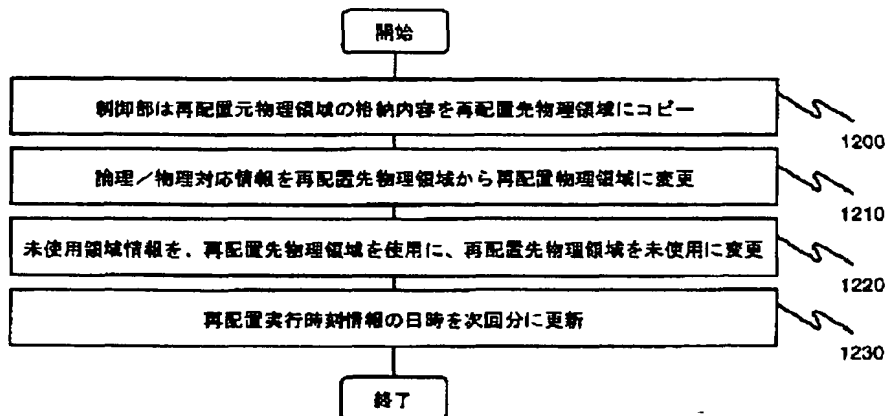 開始
制御部は再配置元物理領域の格納内容を再配置先物理領域にコピー
1200
論理／物理対応情報を再配置先物理領域から再配置物理領域に変更
1210
未使用領域情報を、再配置先物理領域を使用に、再配置先物理領域を未使用に変更
1220
再配置実行時刻情報の日時を次回分に更新
1230
終了